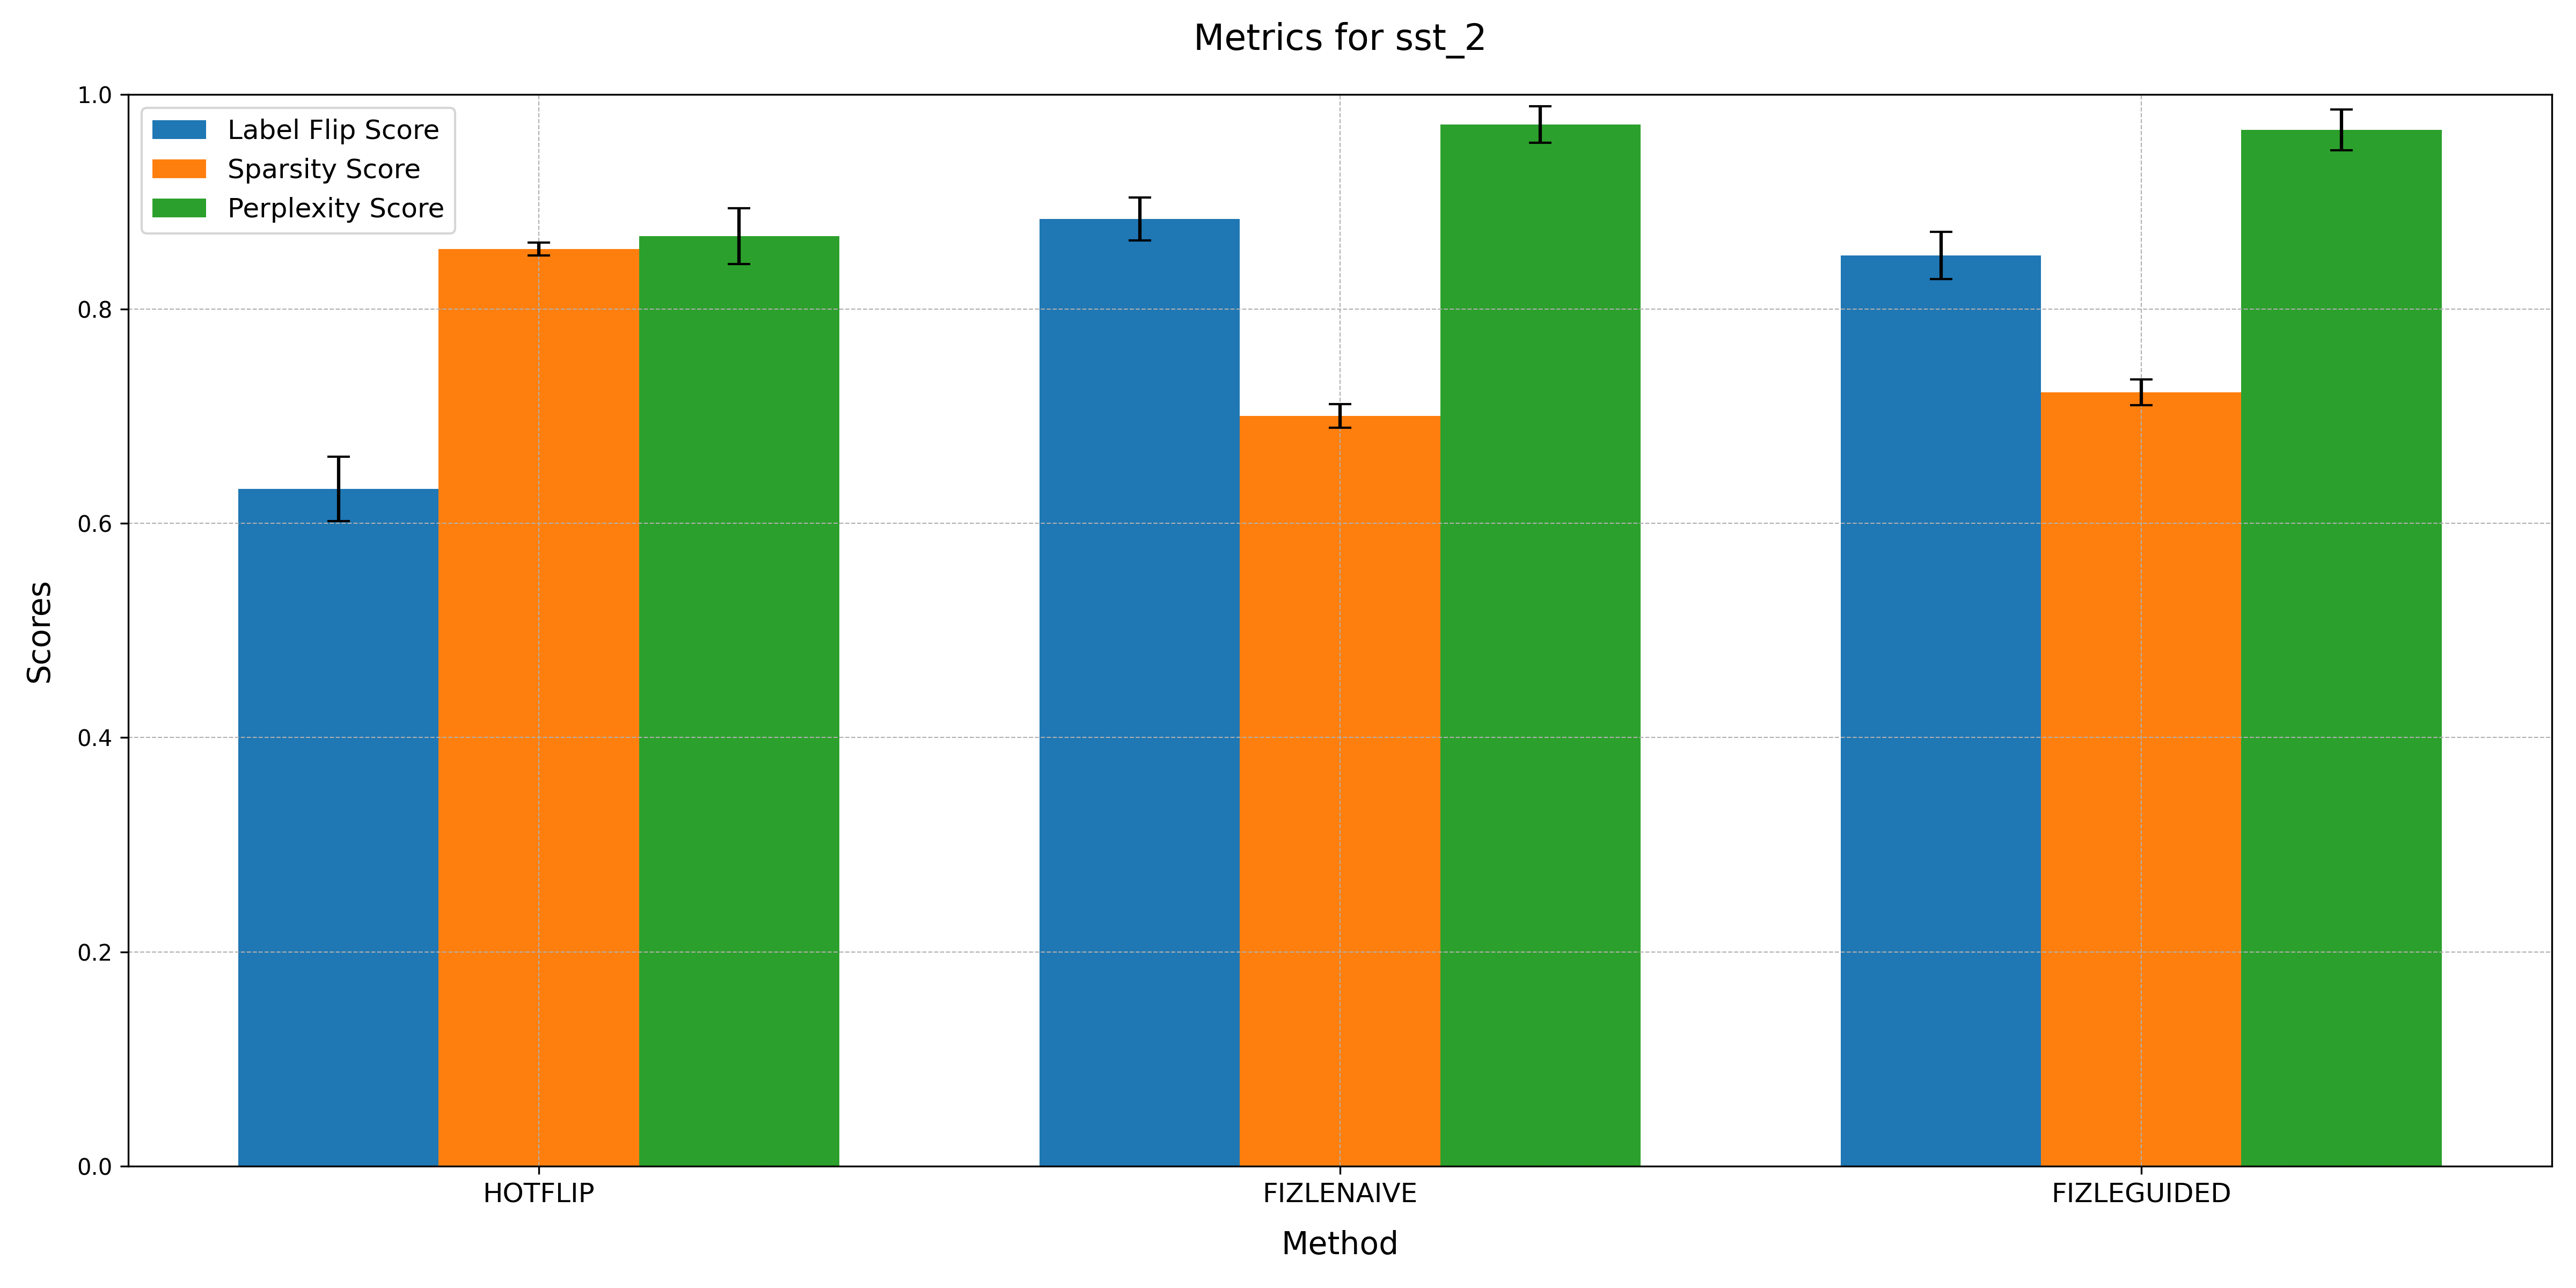 Metrics for sst_2
1.0
0.8
0.6
0.4
0.2
0.0
Scores
Label Flip Score
Sparsity Score
Perplexity Score
HOTFLIP
FIZLENAIVE
FIZLEGUIDED
Method